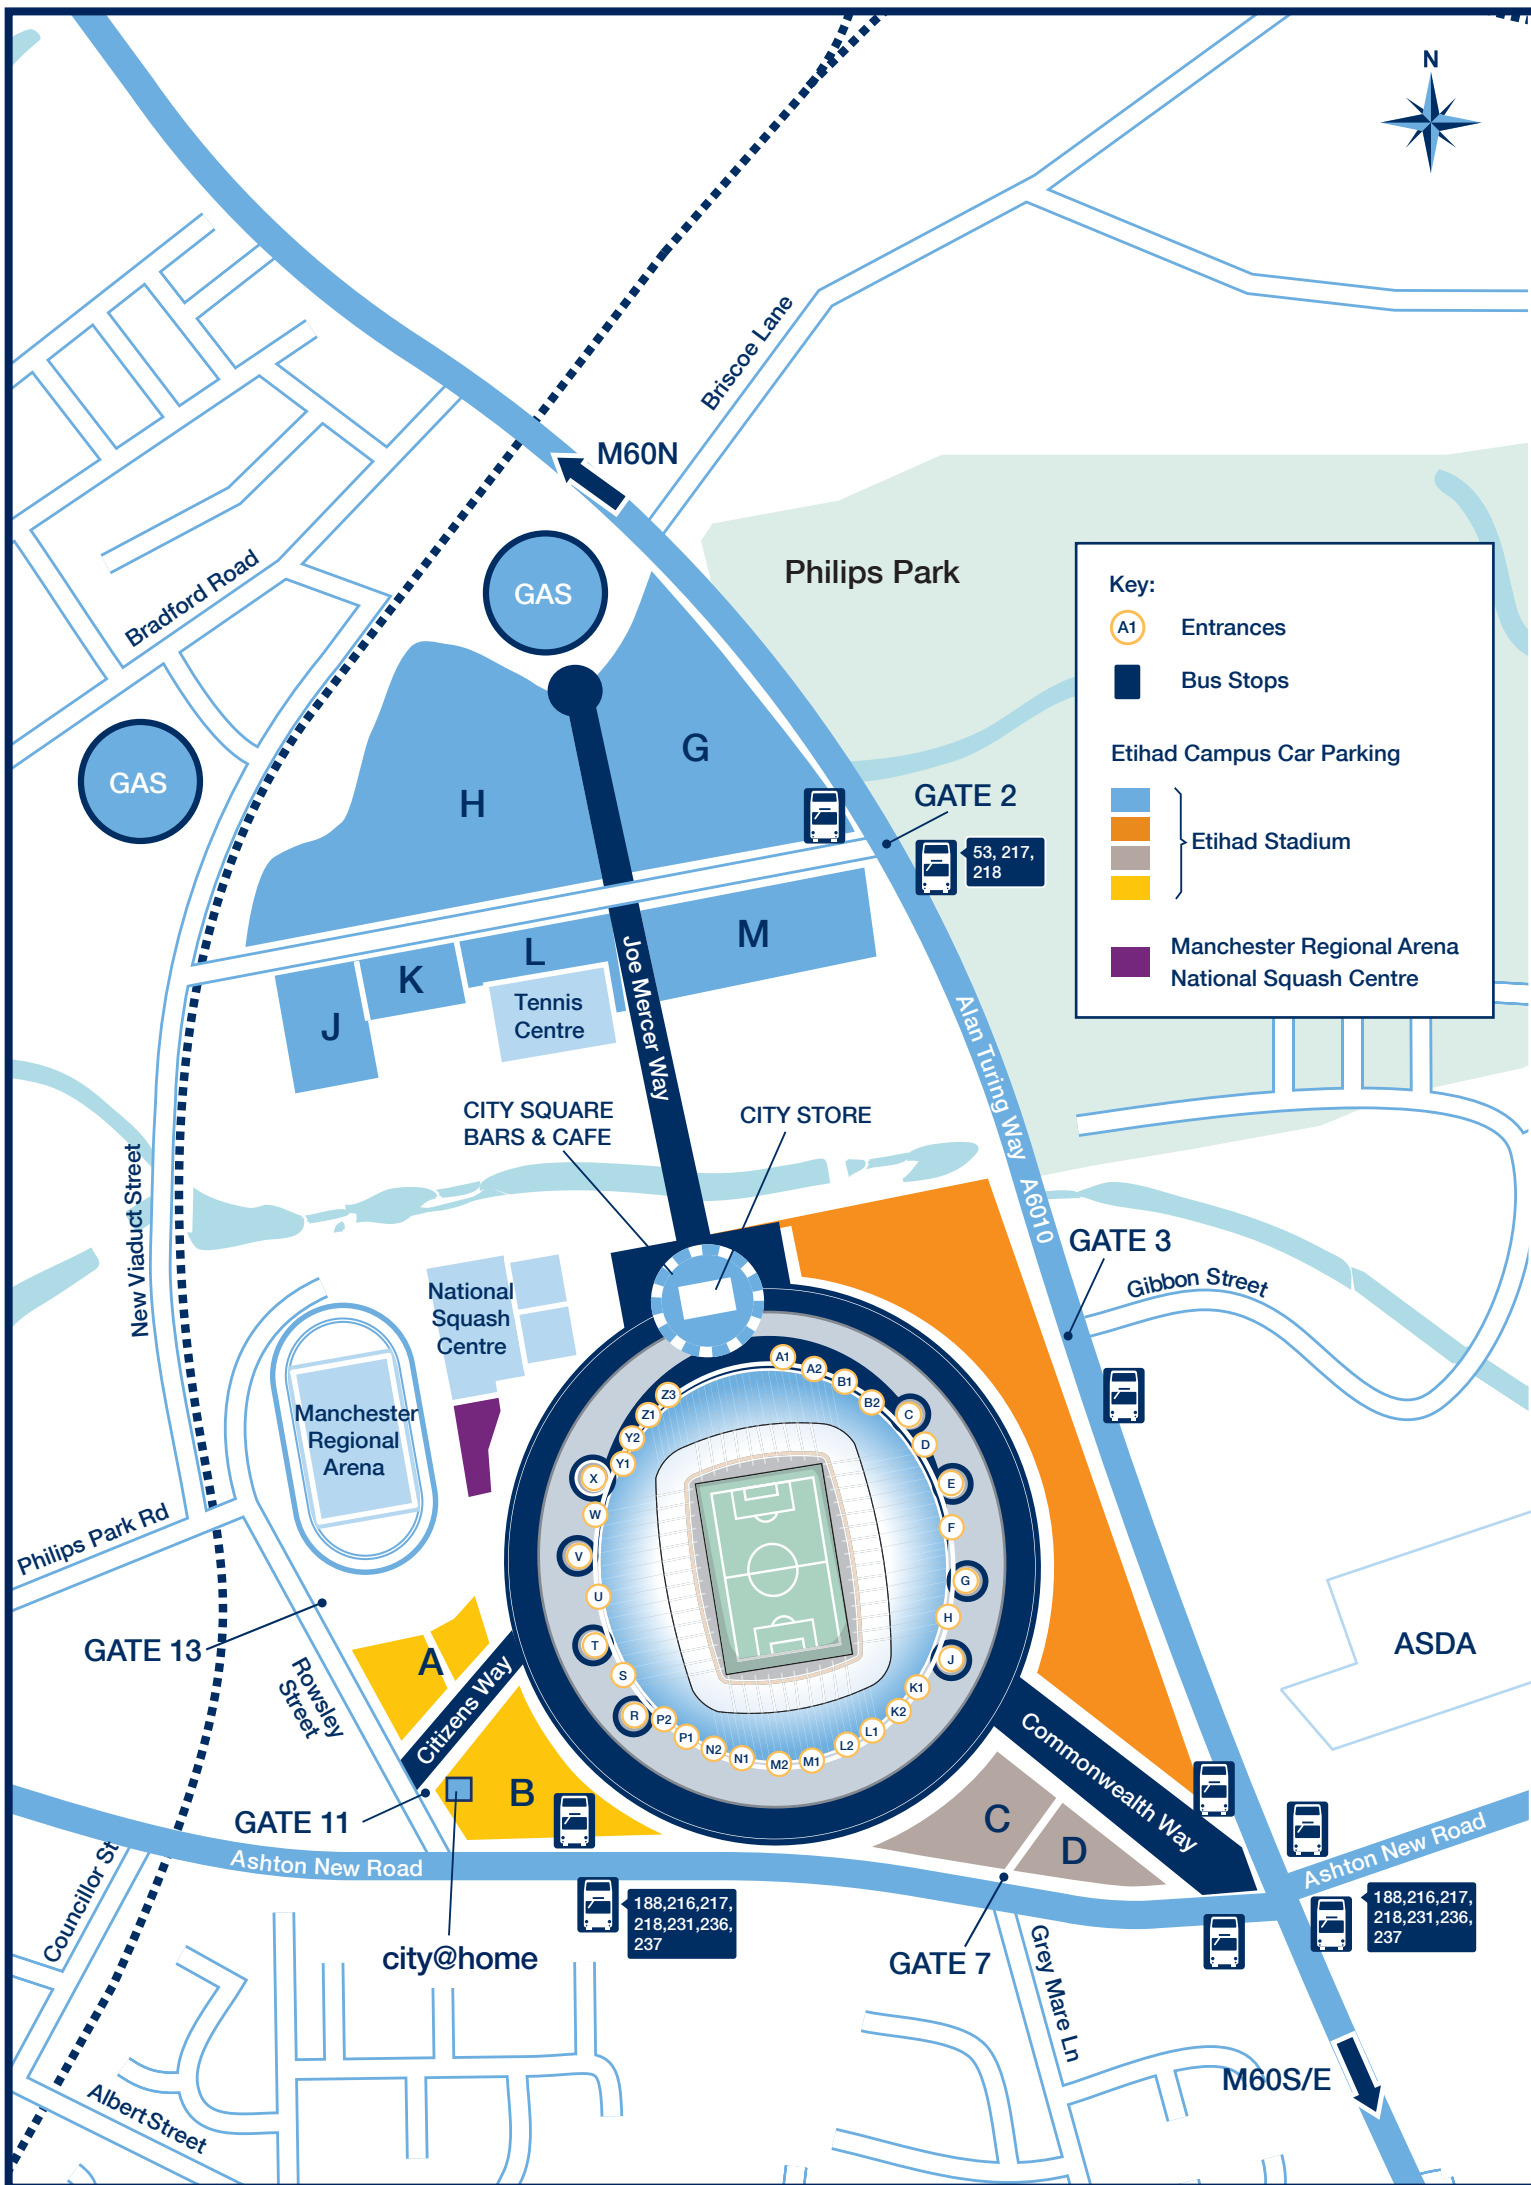 N
M60N
Briscoe Lane
Philips Park
GAS
Bradford Road
GAS
Key:
A1 Entrances
Bus Stops
Etihad Campus Car Parking
Etihad Stadium
Manchester Regional Arena
National Squash Centre
G
H
GATE 2
53, 217,
218
M
L
K
J
Tennis
Centre
Joe Mercer Way
Alan Turing Way A6010
CITY SQUARE
BARS & CAFE
CITY STORE
New Viaduct Street
GATE 3
Gibbon Street
National
Squash
Centre
Manchester
Regional
Arena
A1
A2
B1
B2
C
D
E
F
G
H
J
K1
K2
L1
L2
M1
M2
N1
N2
P1
P2
R
S
T
U
V
W
X
Y1
Y2
Z1
Z3
Philips Park Rd
GATE 13
Rowsley
Street
A
Citizens Way
B
GATE 11
ASDA
Commonwealth Way
C
D
Ashton New Road
Ashton New Road
Councillor St
city@home
188,216,217,
218,231,236,
237
GATE 7
Grey Mare Ln
188,216,217,
218,231,236,
237
M60S/E
Albert Street